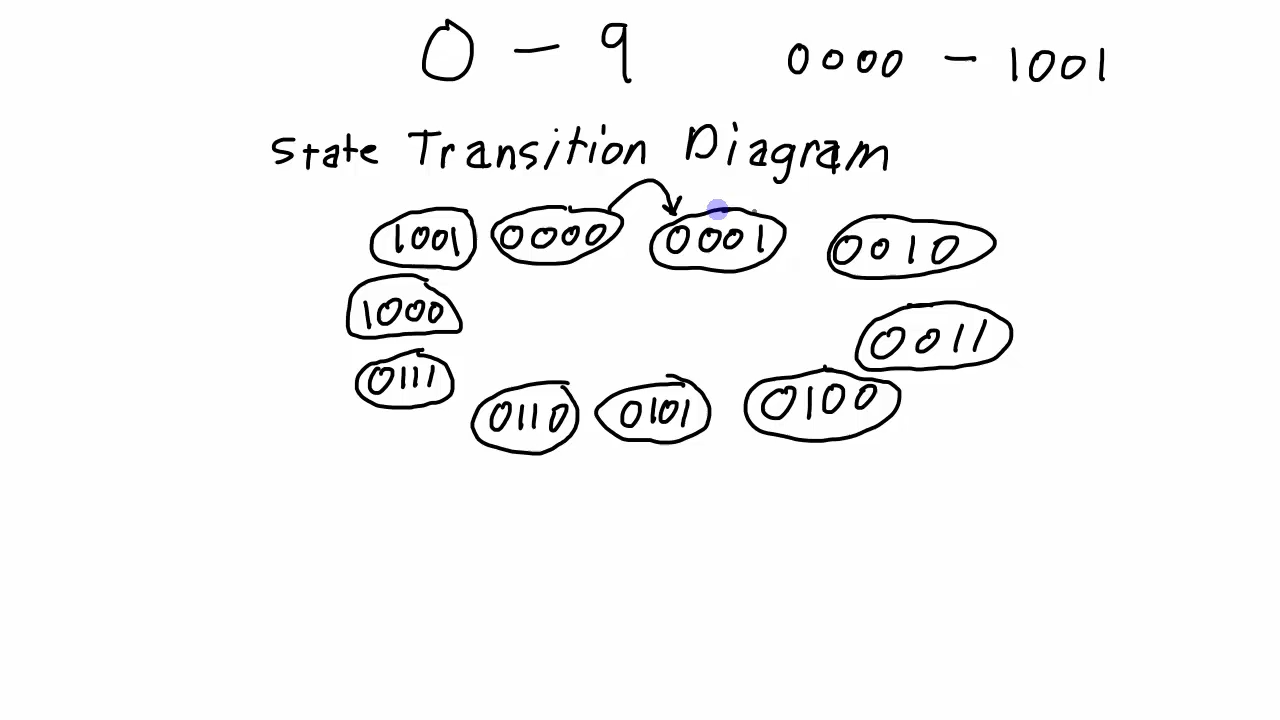 0 - 9 0000 - 1001
State Transition Diagram
1001 0000 0001 0010
1000 0011
0111 0110 0101 0100